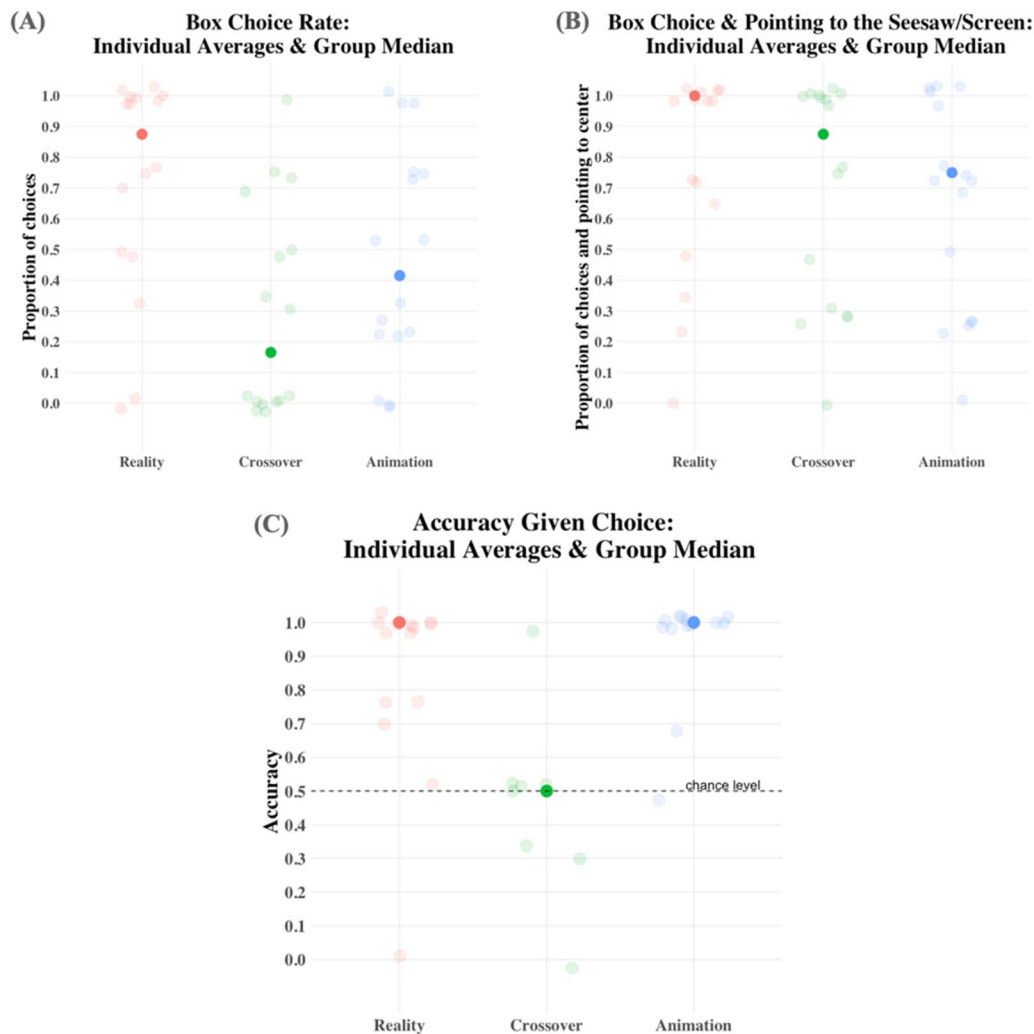 (A)
Box Choice Rate:
Individual Averages & Group Median
Proportion of choices
1.0
0.9
0.8
0.7
0.6
0.5
0.4
0.3
0.2
0.1
0.0
Reality Crossover Animation
(B)
Box Choice & Pointing to the Seesaw/Screen:
Individual Averages & Group Median
Proportion of choices and pointing to center
1.0
0.9
0.8
0.7
0.6
0.5
0.4
0.3
0.2
0.1
0.0
Reality Crossover Animation
(C)
Accuracy Given Choice:
Individual Averages & Group Median
Accuracy
1.0
0.9
0.8
0.7
0.6
0.5
0.4
0.3
0.2
0.1
0.0
chance level
Reality Crossover Animation